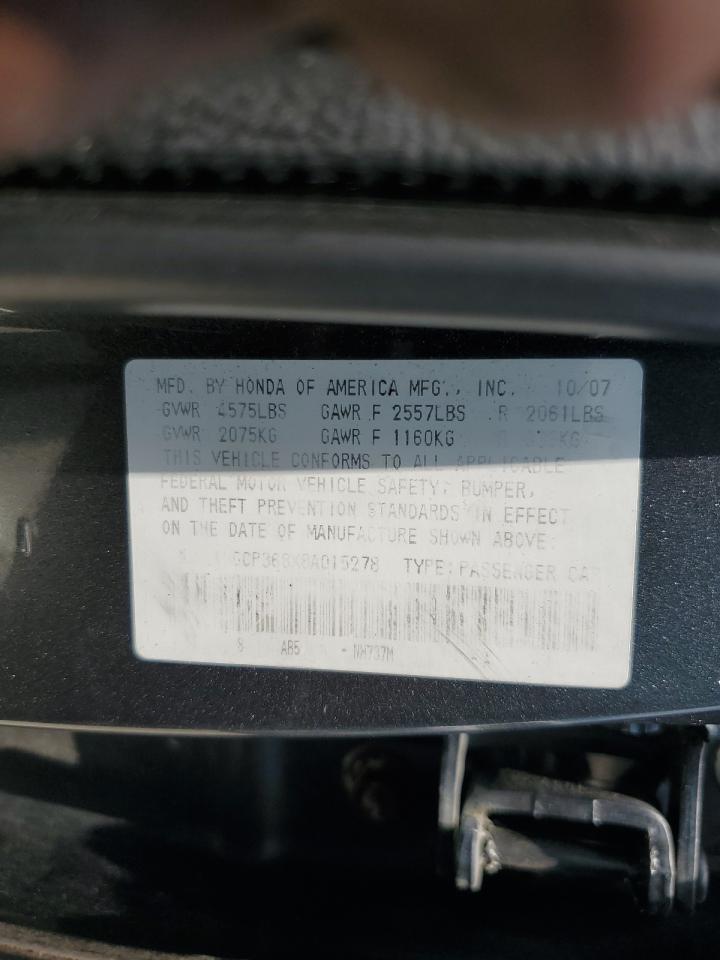 MFD. BY HONDA OF AMERICA MFG., INC. 10/07
GVWR 4575LBS GAWR F 2557LBS R 2061LBS
GVWR 2075KG GAWR F 1160KG
THIS VEHICLE CONFORMS TO ALL APPLICABLE
FEDERAL MOTOR VEHICLE SAFETY, BUMPER,
AND THEFT PREVENTION STANDARDS IN EFFECT
ON THE DATE OF MANUFACTURE SHOWN ABOVE.
TYPE:PASSENGER CAR
8 AB5 - NH737M